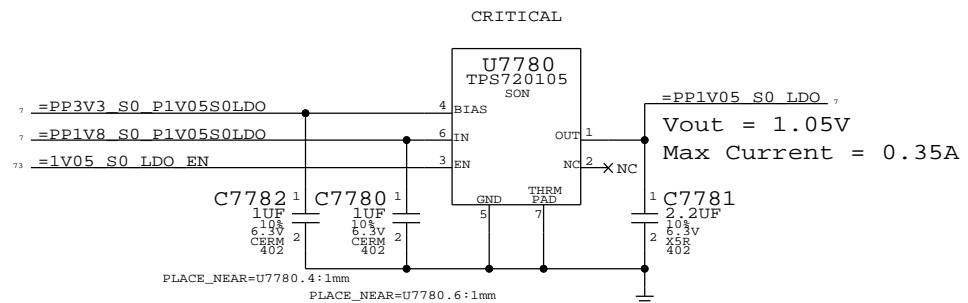 CRITICAL
U7780
TPS720105
SON
7 =PP3V3_S0_P1V05S0LDO
4 BIAS
=PP1V05_S0_LDO 7
7 =PP1V8_S0_P1V05S0LDO
6 IN
OUT 1
Vout = 1.05V
73 =1V05_S0_LDO_EN
3 EN
NC 2 NC
Max Current = 0.35A
GND
5
THRM
PAD
7
C7782 1
1UF
10%
6.3V
CERM
402
2
C7780 1
1UF
10%
6.3V
CERM
402
2
1 C7781
2.2UF
10%
6.3V
X5R
402
2
PLACE_NEAR=U7780.4:1mm
PLACE_NEAR=U7780.6:1mm